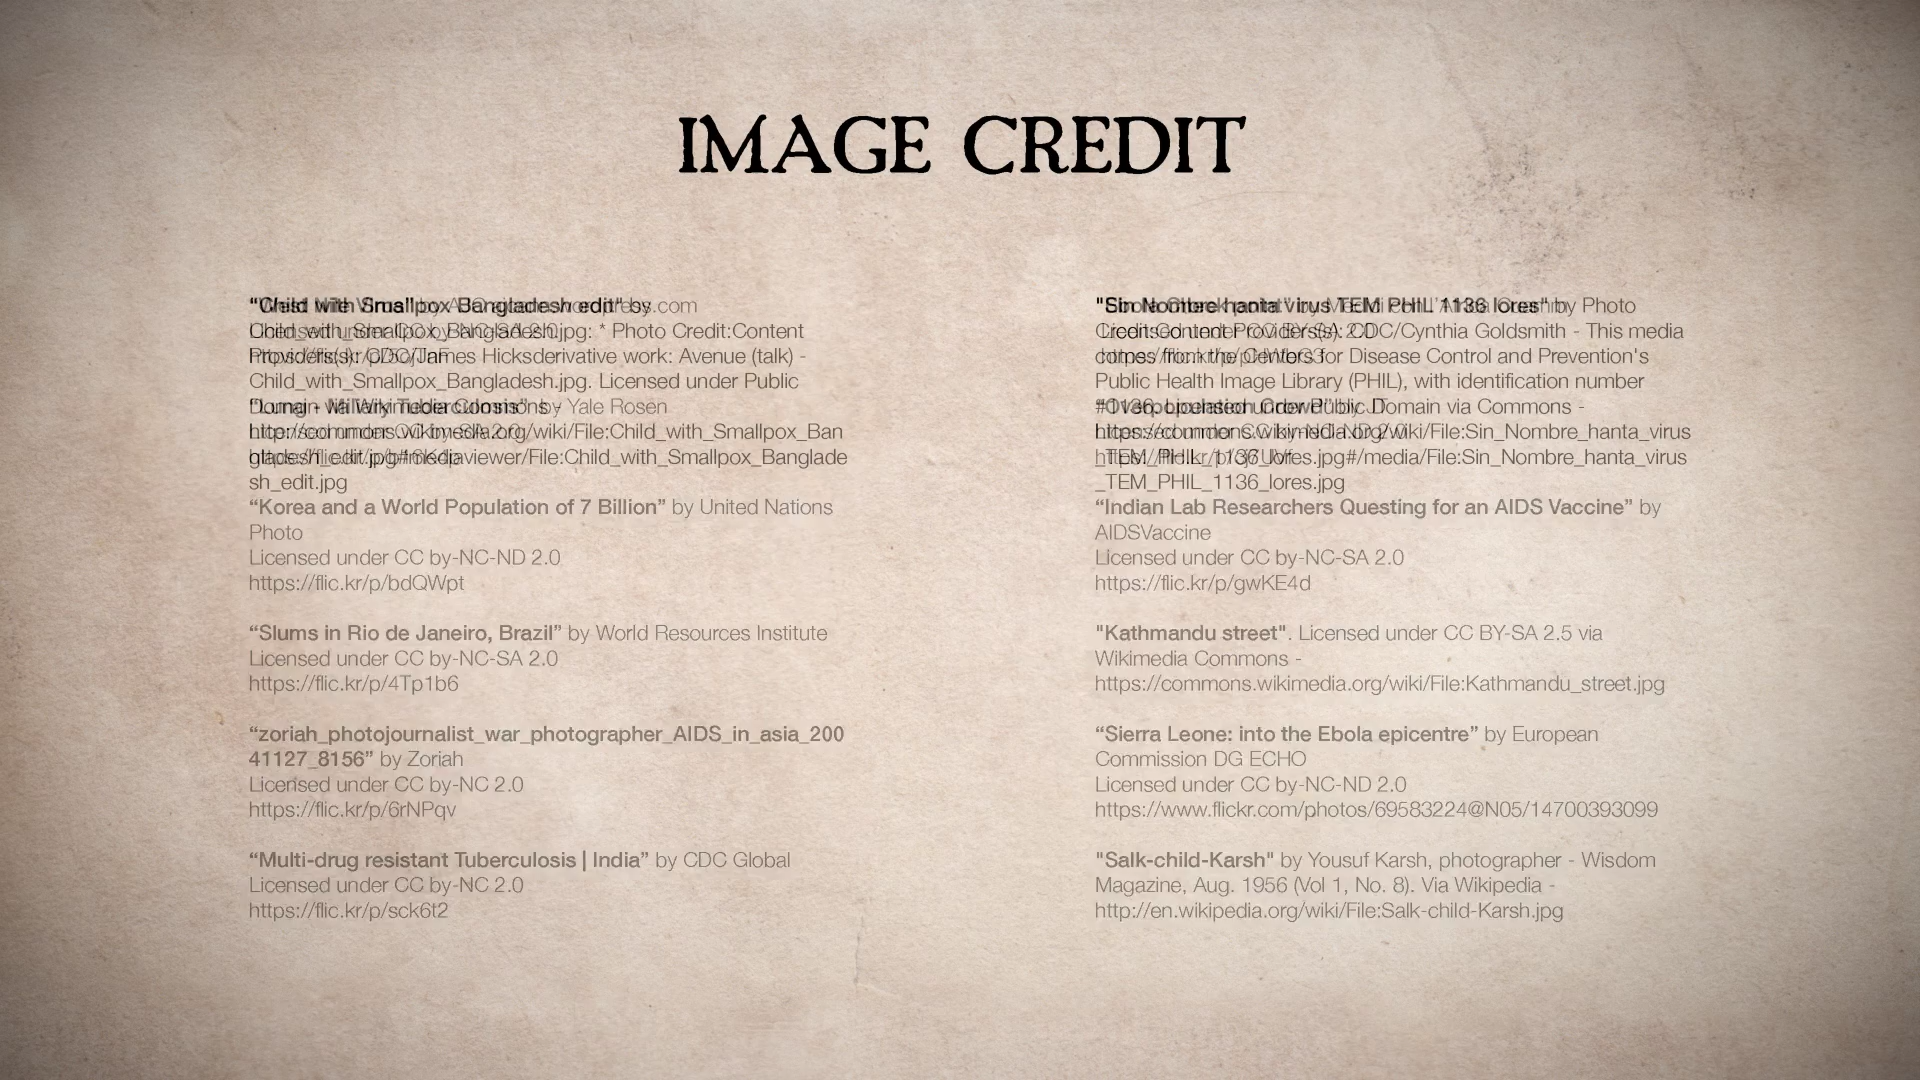 IMAGE CREDIT
"Child with Smallpox Bangladesh edit" by
Child_with_Smallpox_Bangladesh.jpg: * Photo Credit:Content
Providers(s): CDC/James Hicksderivative work: Avenue (talk) -
Child_with_Smallpox_Bangladesh.jpg. Licensed under Public
by Yale Rosen
http://commons.wikimedia.org/wiki/File:Child_with_Smallpox_Ban
gladesh_edit.jpg#mediaviewer/File:Child_with_Smallpox_Banglade
sh_edit.jpg
“Korea and a World Population of 7 Billion” by United Nations
Photo
Licensed under CC by-NC-ND 2.0
https://flic.kr/p/bdQWpt
“Slums in Rio de Janeiro, Brazil” by World Resources Institute
Licensed under CC by-NC-SA 2.0
https://flic.kr/p/4Tp1b6
“zoriah_photojournalist_war_photographer_AIDS_in_asia_200
41127_8156” by Zoriah
Licensed under CC by-NC 2.0
https://flic.kr/p/6rNPqv
“Multi-drug resistant Tuberculosis | India” by CDC Global
Licensed under CC by-NC 2.0
https://flic.kr/p/sck6t2
"Sin Nombre hanta virus TEM PHIL 1136 lores" by Photo
Credit:Content Providers(s): CDC/Cynthia Goldsmith - This media
comes from the Centers for Disease Control and Prevention's
Public Health Image Library (PHIL), with identification number
#1136. Licensed under Public Domain via Commons -
https://commons.wikimedia.org/wiki/File:Sin_Nombre_hanta_virus
_TEM_PHIL_1136_lores.jpg#/media/File:Sin_Nombre_hanta_virus
_TEM_PHIL_1136_lores.jpg
“Indian Lab Researchers Questing for an AIDS Vaccine” by
AIDSVaccine
Licensed under CC by-NC-SA 2.0
https://flic.kr/p/gwKE4d
"Kathmandu street". Licensed under CC BY-SA 2.5 via
Wikimedia Commons -
https://commons.wikimedia.org/wiki/File:Kathmandu_street.jpg
“Sierra Leone: into the Ebola epicentre” by European
Commission DG ECHO
Licensed under CC by-NC-ND 2.0
https://www.flickr.com/photos/69583224@N05/14700393099
"Salk-child-Karsh" by Yousuf Karsh, photographer - Wisdom
Magazine, Aug. 1956 (Vol 1, No. 8). Via Wikipedia -
http://en.wikipedia.org/wiki/File:Salk-child-Karsh.jpg